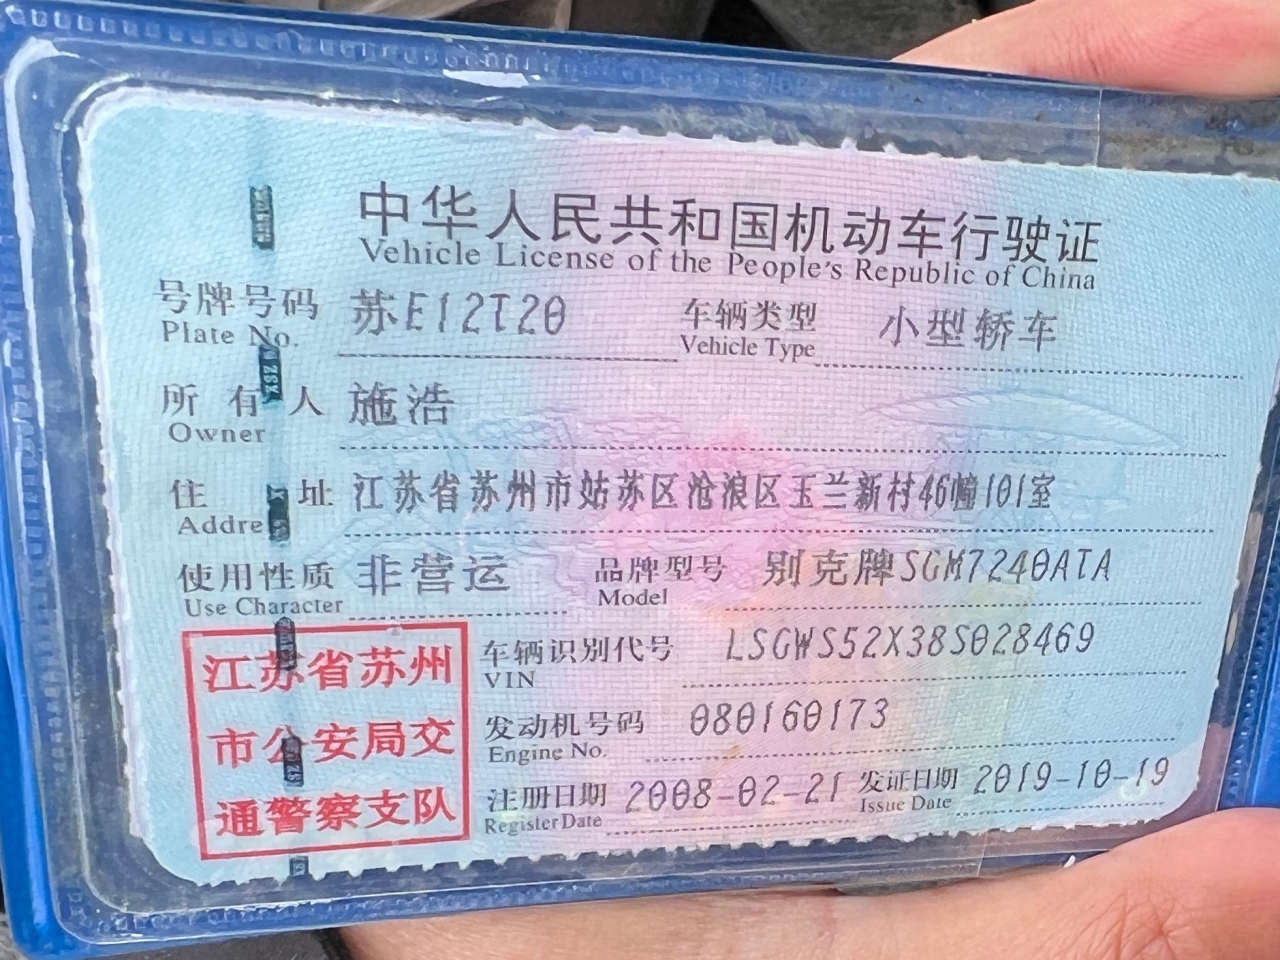 中华人民共和国机动车行驶证
Vehicle License of the People's Republic of China
号牌号码 苏E12T20 车辆类型 小型轿车
Plate No. Vehicle Type
所有人 施浩
Owner
住址 江苏省苏州市姑苏区沧浪区玉兰新村46幢101室
Addre
使用性质 非营运 品牌型号 别克牌SGM7240ATA
Use Character Model
江苏省苏州
市公安局交
通警察支队
车辆识别代号 LSGWS52X38S028469
VIN
发动机号码 080160173
Engine No.
注册日期 2008-02-21 发证日期 2019-10-19
Register Date Issue Date